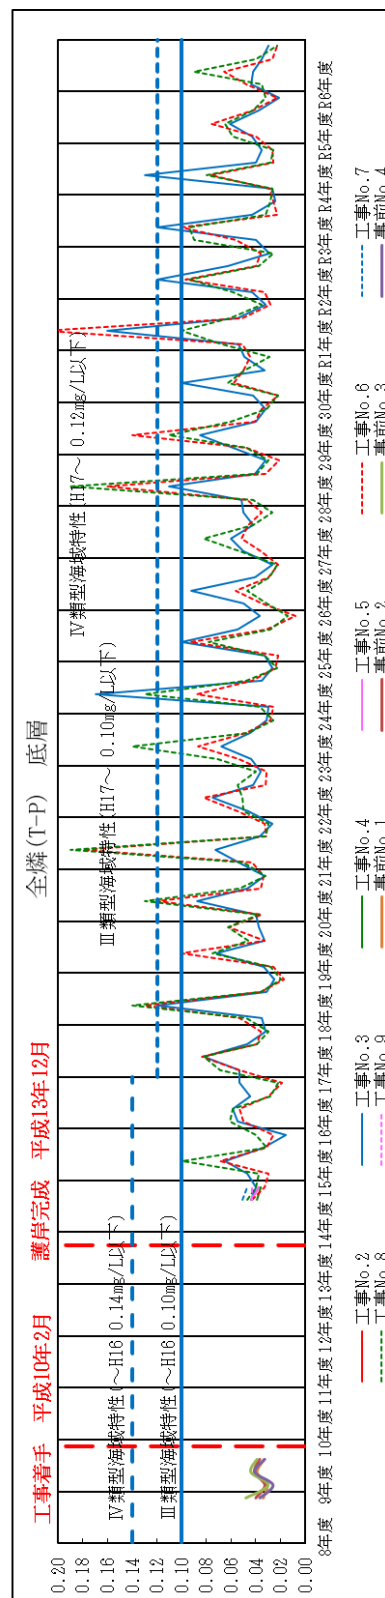 全燐(T-P)　底層
工事着手　平成10年2月
護岸完成　平成13年12月
Ⅳ類型海域特性(～H16 0.14mg/L以下)
Ⅲ類型海域特性(～H16 0.10mg/L以下)
Ⅲ類型海域特性(H17～ 0.10mg/L以下)
Ⅳ類型海域特性(H17～ 0.12mg/L以下)
0.20
0.18
0.16
0.14
0.12
0.10
0.08
0.06
0.04
0.02
0.00
8年度 9年度 10年度 11年度 12年度 13年度 14年度 15年度 16年度 17年度 18年度 19年度 20年度 21年度 22年度 23年度 24年度 25年度 26年度 27年度 28年度 29年度 30年度 R1年度 R2年度 R3年度 R4年度 R5年度 R6年度
工事No.2 工事No.3 工事No.4 工事No.5 工事No.6 工事No.7
工事No.8 工事No.9 事前No.1 事前No.2 事前No.3 事前No.4